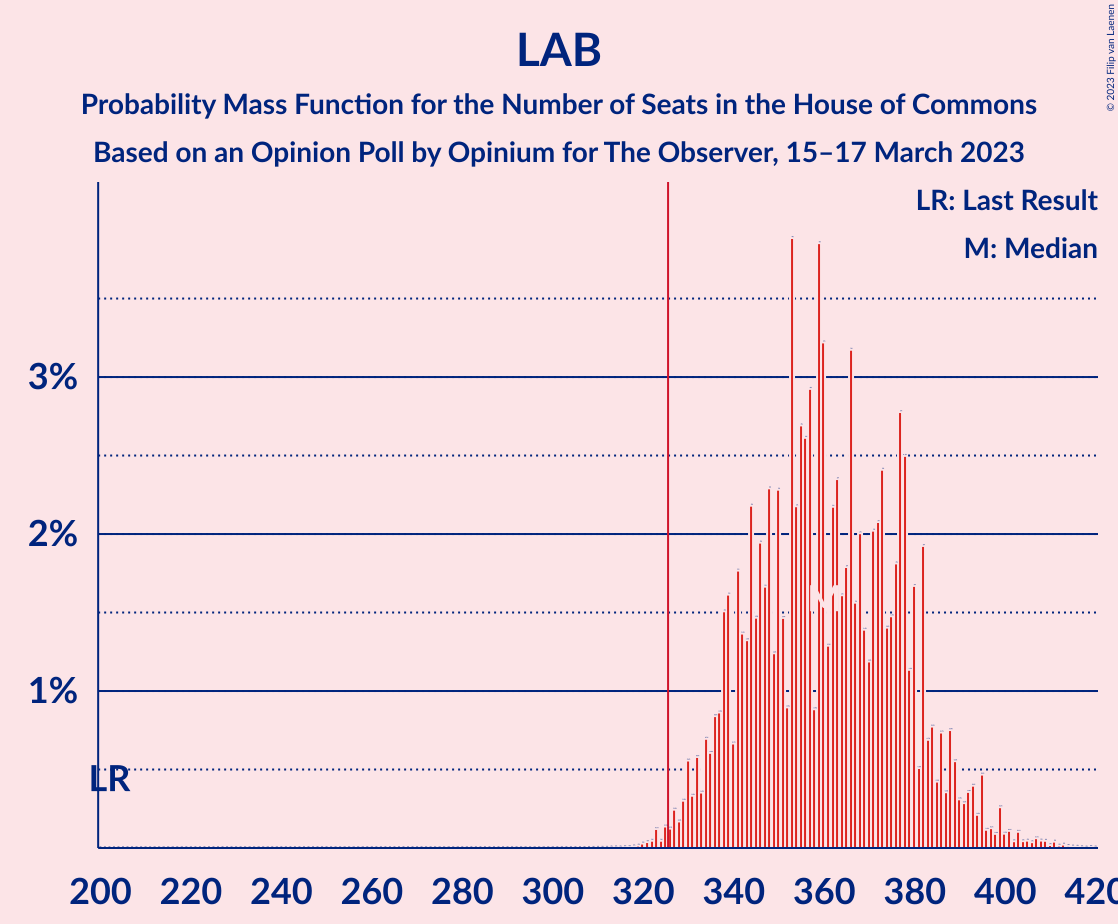 LAB
Probability Mass Function for the Number of Seats in the House of Commons
Based on an Opinion Poll by Opinium for The Observer, 15–17 March 2023
© 2023 Filip van Laenen
LR: Last Result
M: Median
3%
2%
1%
M
LR
200 220 240 260 280 300 320 340 360 380 400 420